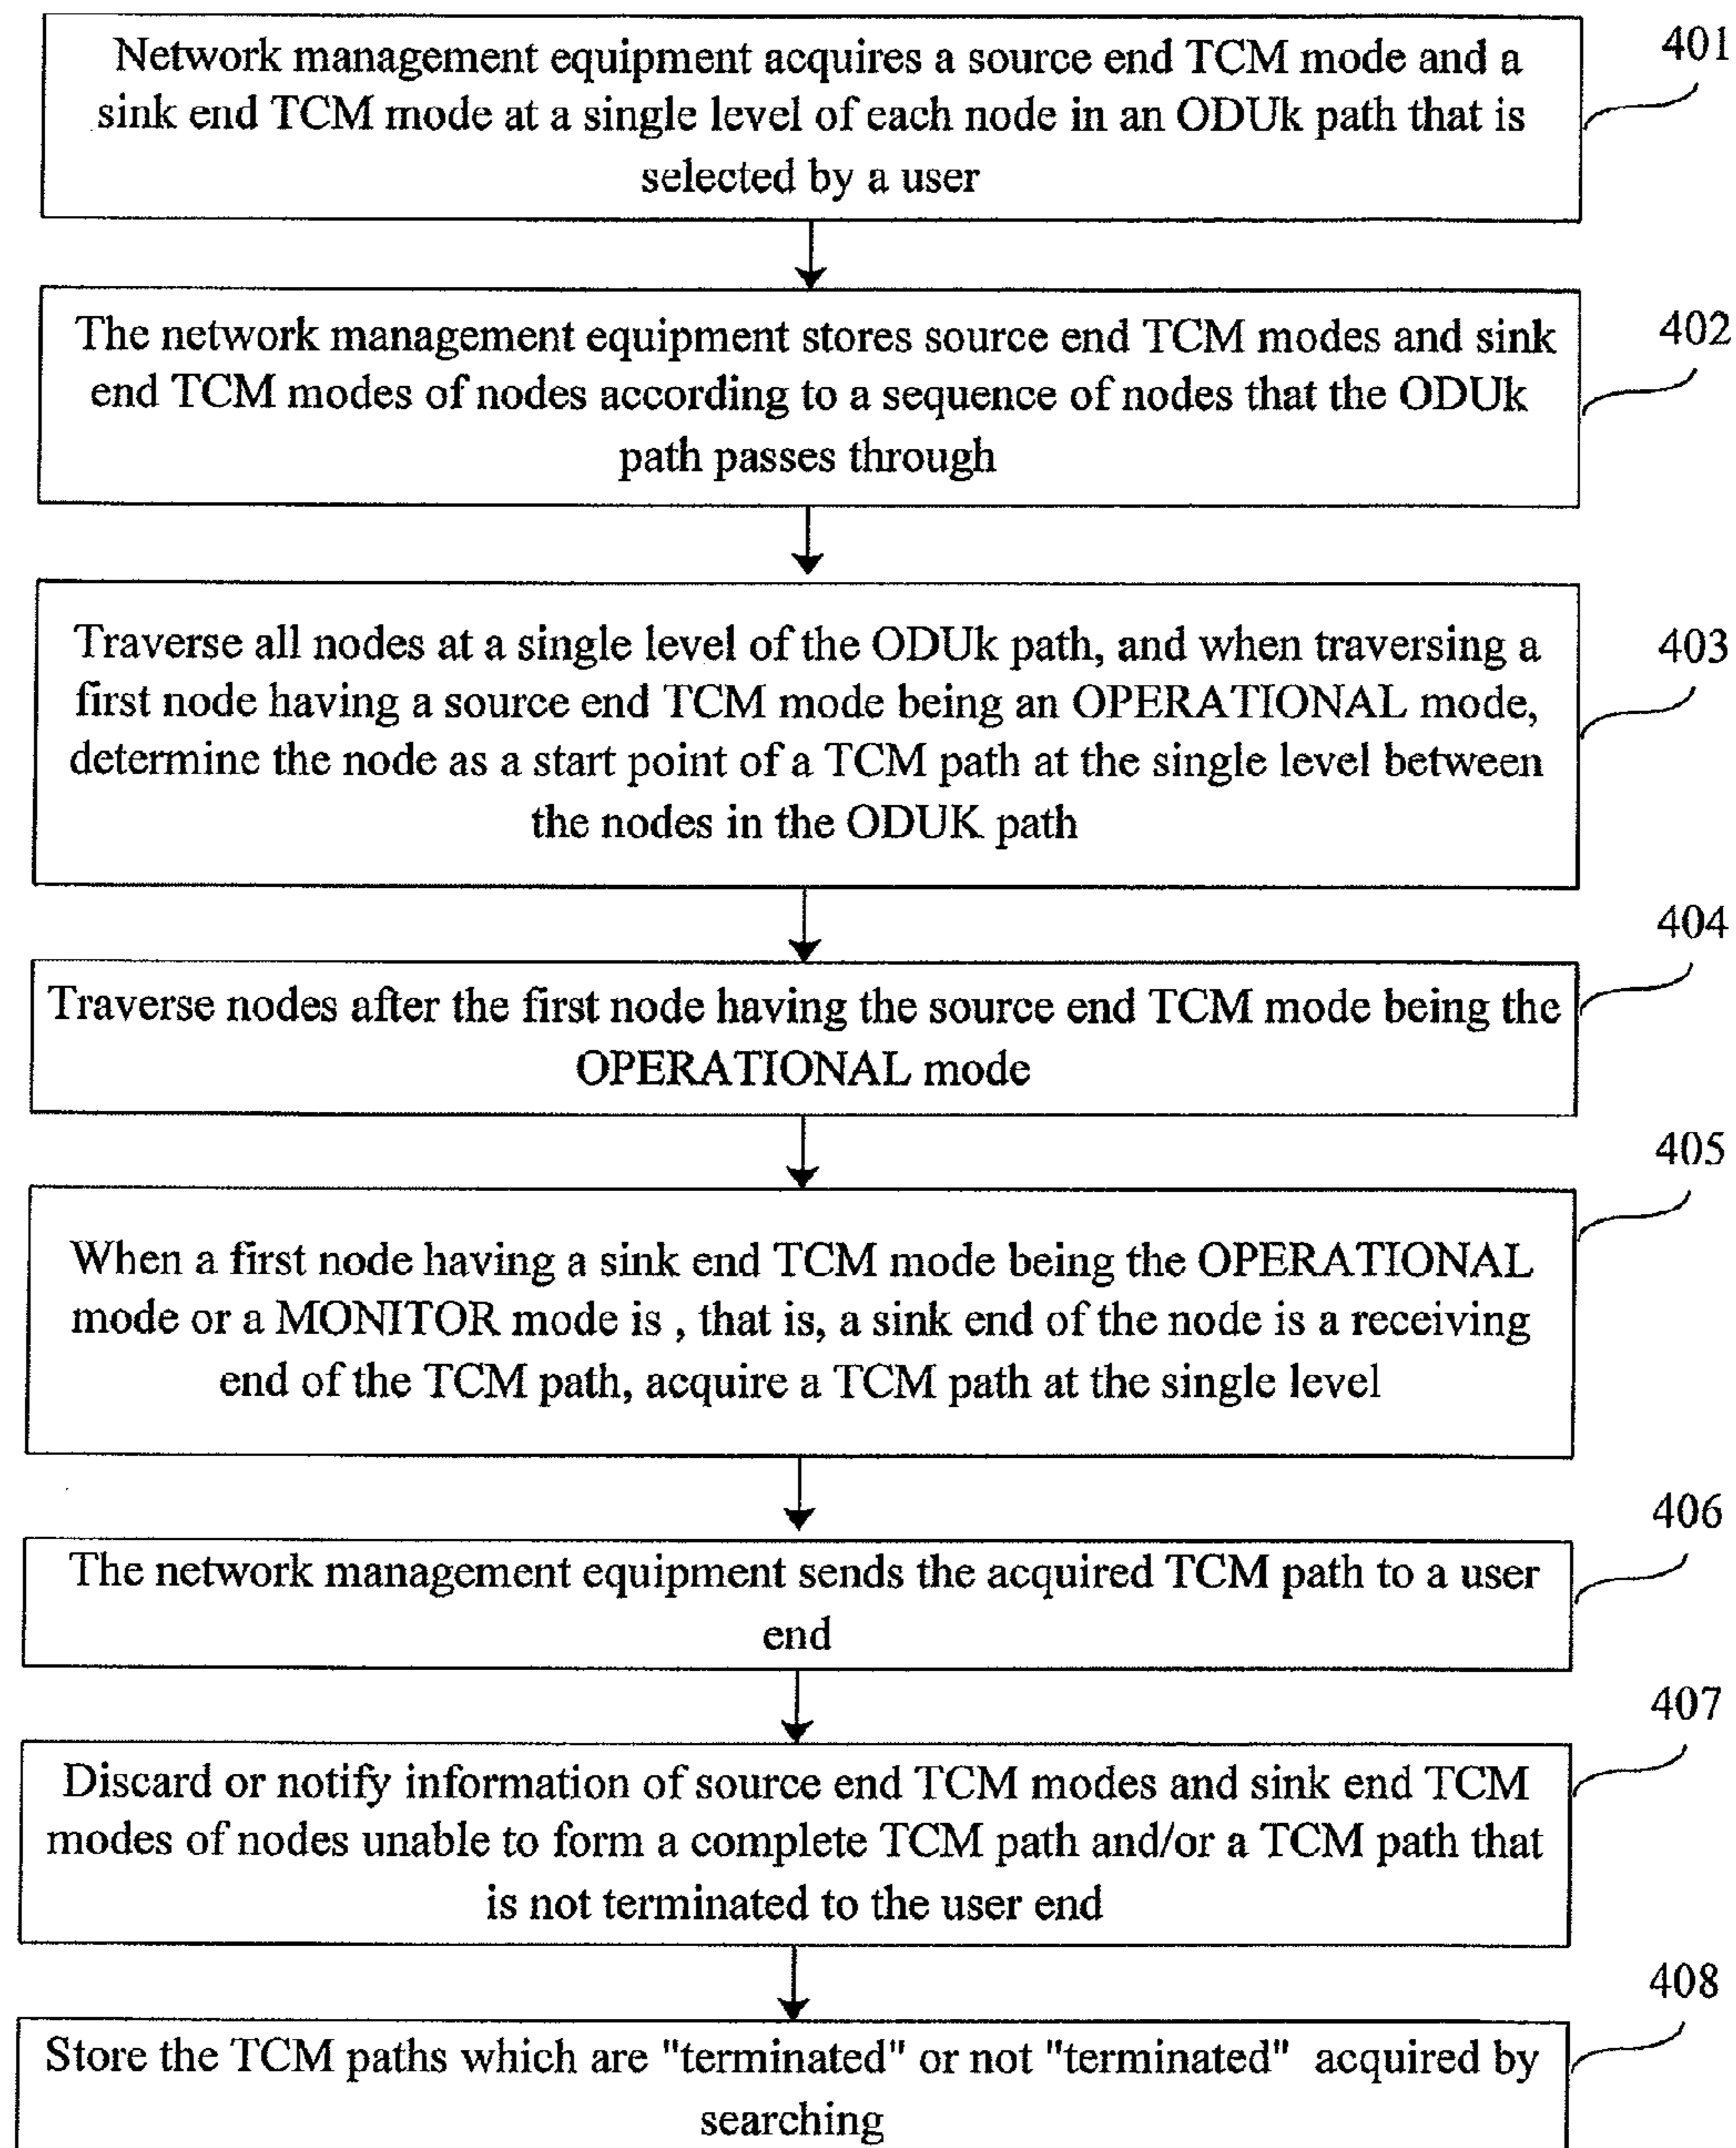 Network management equipment acquires a source end TCM mode and a
sink end TCM mode at a single level of each node in an ODUk path that is
selected by a user
401
The network management equipment stores source end TCM modes and sink
end TCM modes of nodes according to a sequence of nodes that the ODUk
path passes through
402
Traverse all nodes at a single level of the ODUk path, and when traversing a
first node having a source end TCM mode being an OPERATIONAL mode,
determine the node as a start point of a TCM path at the single level between
the nodes in the ODUK path
403
404
Traverse nodes after the first node having the source end TCM mode being the
OPERATIONAL mode
405
When a first node having a sink end TCM mode being the OPERATIONAL
mode or a MONITOR mode is , that is, a sink end of the node is a receiving
end of the TCM path, acquire a TCM path at the single level
406
The network management equipment sends the acquired TCM path to a user
end
407
Discard or notify information of source end TCM modes and sink end TCM
modes of nodes unable to form a complete TCM path and/or a TCM path that
is not terminated to the user end
408
Store the TCM paths which are "terminated" or not "terminated" acquired by
searching